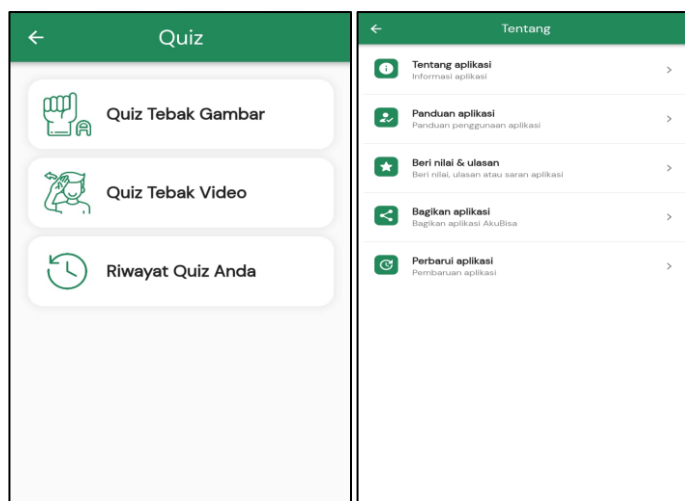 Quiz
Quiz Tebak Gambar
Quiz Tebak Video
Riwayat Quiz Anda
Tentang
Tentang aplikasi
Informasi aplikasi
Panduan aplikasi
Panduan penggunaan aplikasi
Beri nilai & ulasan
Beri nilai, ulasan atau saran aplikasi
Bagikan aplikasi
Bagikan aplikasi AkuBisa
Perbarui aplikasi
Pembaruan aplikasi